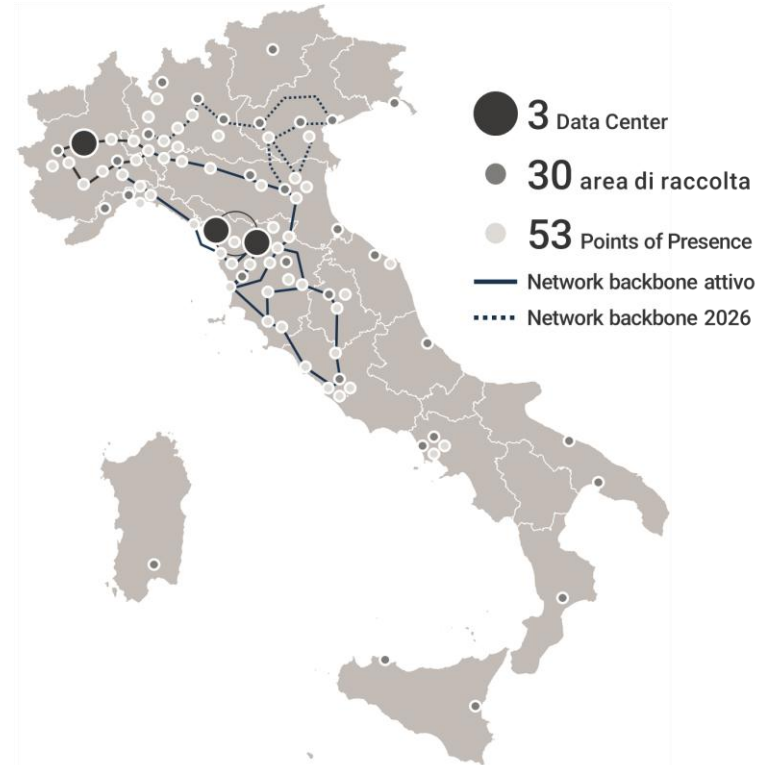 3 Data Center
30 area di raccolta
53 Points of Presence
Network backbone attivo
Network backbone 2026